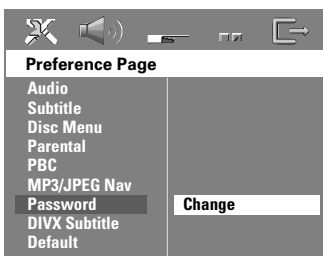 Preference Page
Audio
Subtitle
Disc Menu
Parental
PBC
MP3/JPEG Nav
Password
Change
DIVX Subtitle
Default